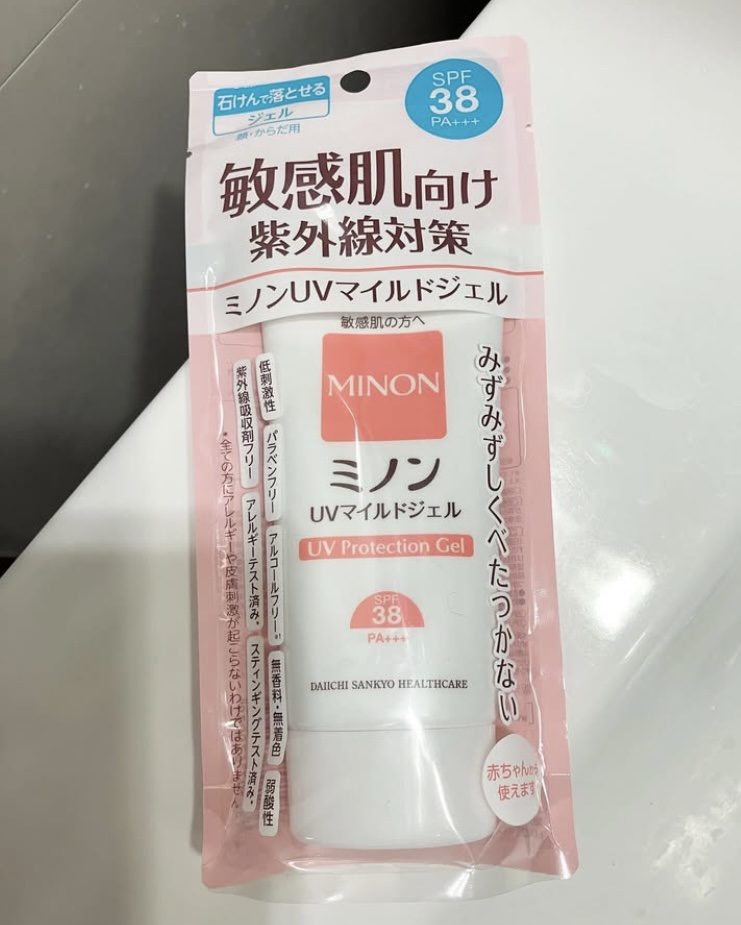 石けんで落とせる
ジェル
顔・からだ用
SPF
38
PA+++
敏感肌向け
紫外線対策
ミノンUVマイルドジェル
敏感肌の方へ
MINON
ミノン
UVマイルドジェル
UV Protection Gel
SPF
38
PA+++
DAIICHI SANKYO HEALTHCARE
みずみずしくべたつかない
低刺激性
パラベンフリー
アルコールフリー
無香料・無着色
弱酸性
紫外線吸収剤フリー
アレルギーテスト済み*
スティンギングテスト済み*
*全ての方にアレルギーや皮膚刺激が起こらないわけではありません
赤ちゃんから
使えます